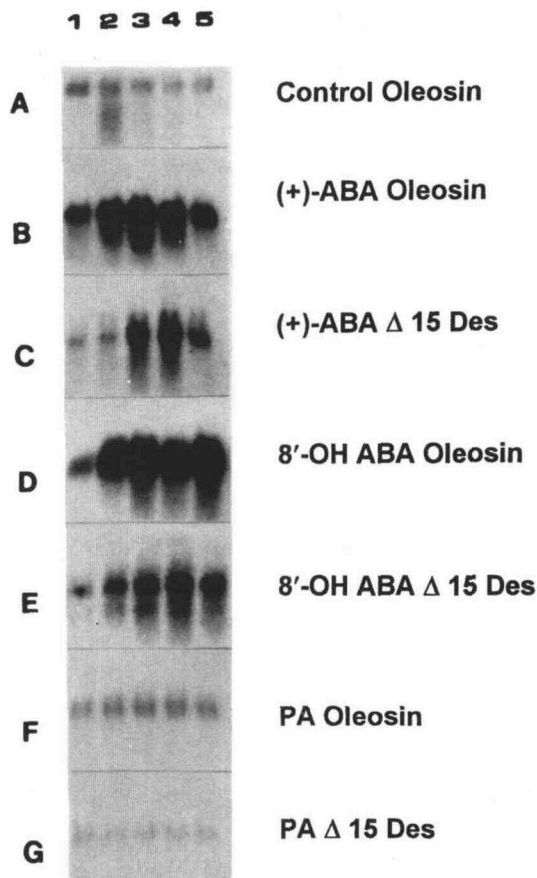 1 2 3 4 5
A Control Oleosin
B (+)-ABA Oleosin
C (+)-ABA Δ 15 Des
D 8′-OH ABA Oleosin
E 8′-OH ABA Δ 15 Des
F PA Oleosin
G PA Δ 15 Des